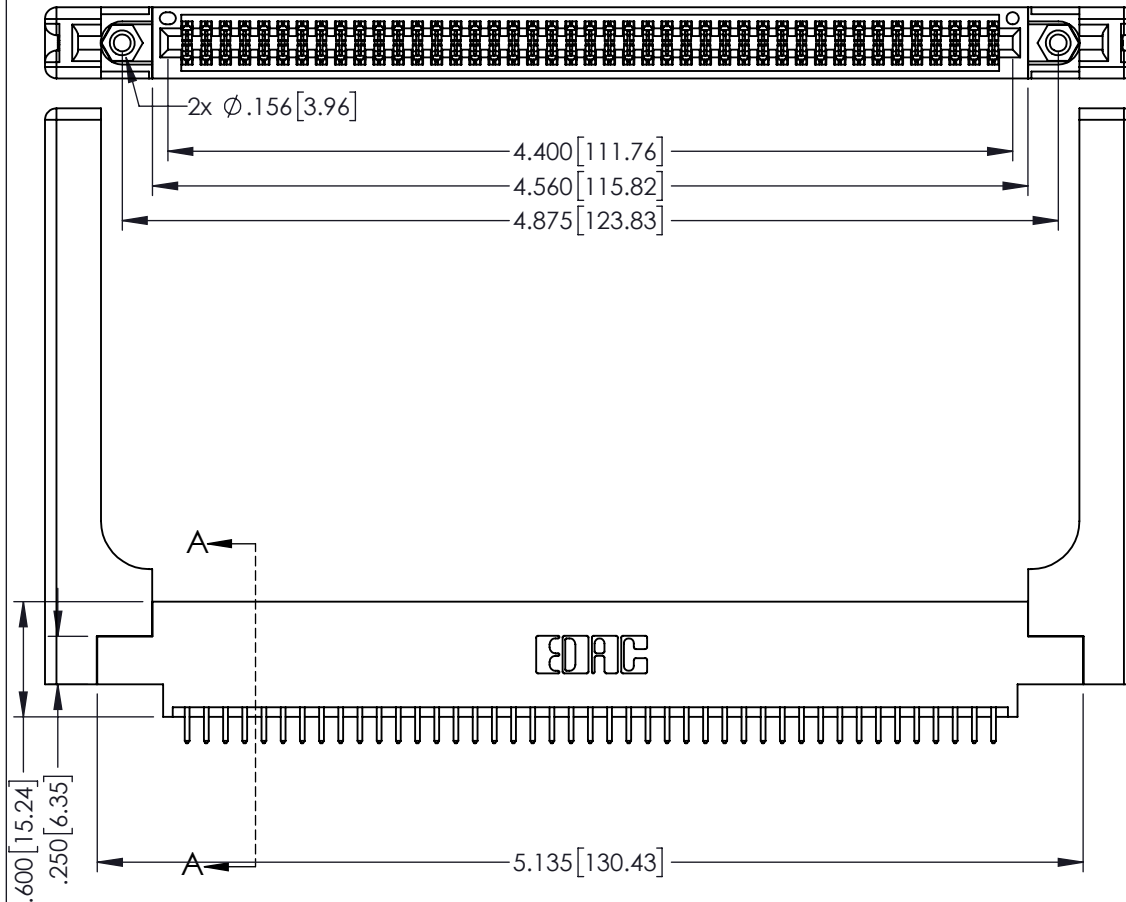 2x ∅.156[3.96]
4.400[111.76]
4.560[115.82]
4.875[123.83]
A
EDAC
.600[15.24]
.250[6.35]
A
5.135[130.43]